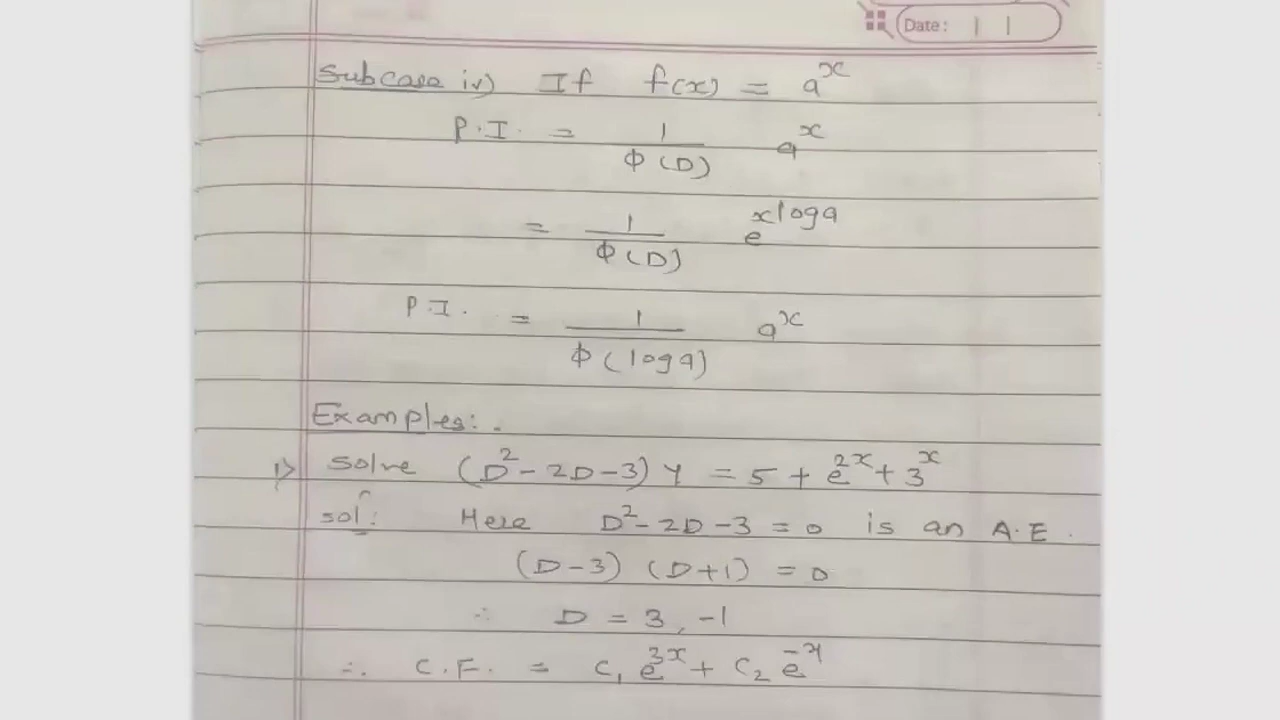 Date: | |
Subcase iv) If f(x) = a^x
P.I. = 1/ϕ(D) a^x
= 1/ϕ(D) e^{x log a}
P.I. = 1/ϕ(log a) a^x
Examples:.
1) Solve (D²-2D-3) y = 5 + e^{2x} + 3^x
Sol^n: Here D²-2D-3 = 0 is an A.E.
(D-3) (D+1) = 0
∴ D = 3, -1
∴ C.F. = C₁ e^{3x} + C₂ e^{-x}